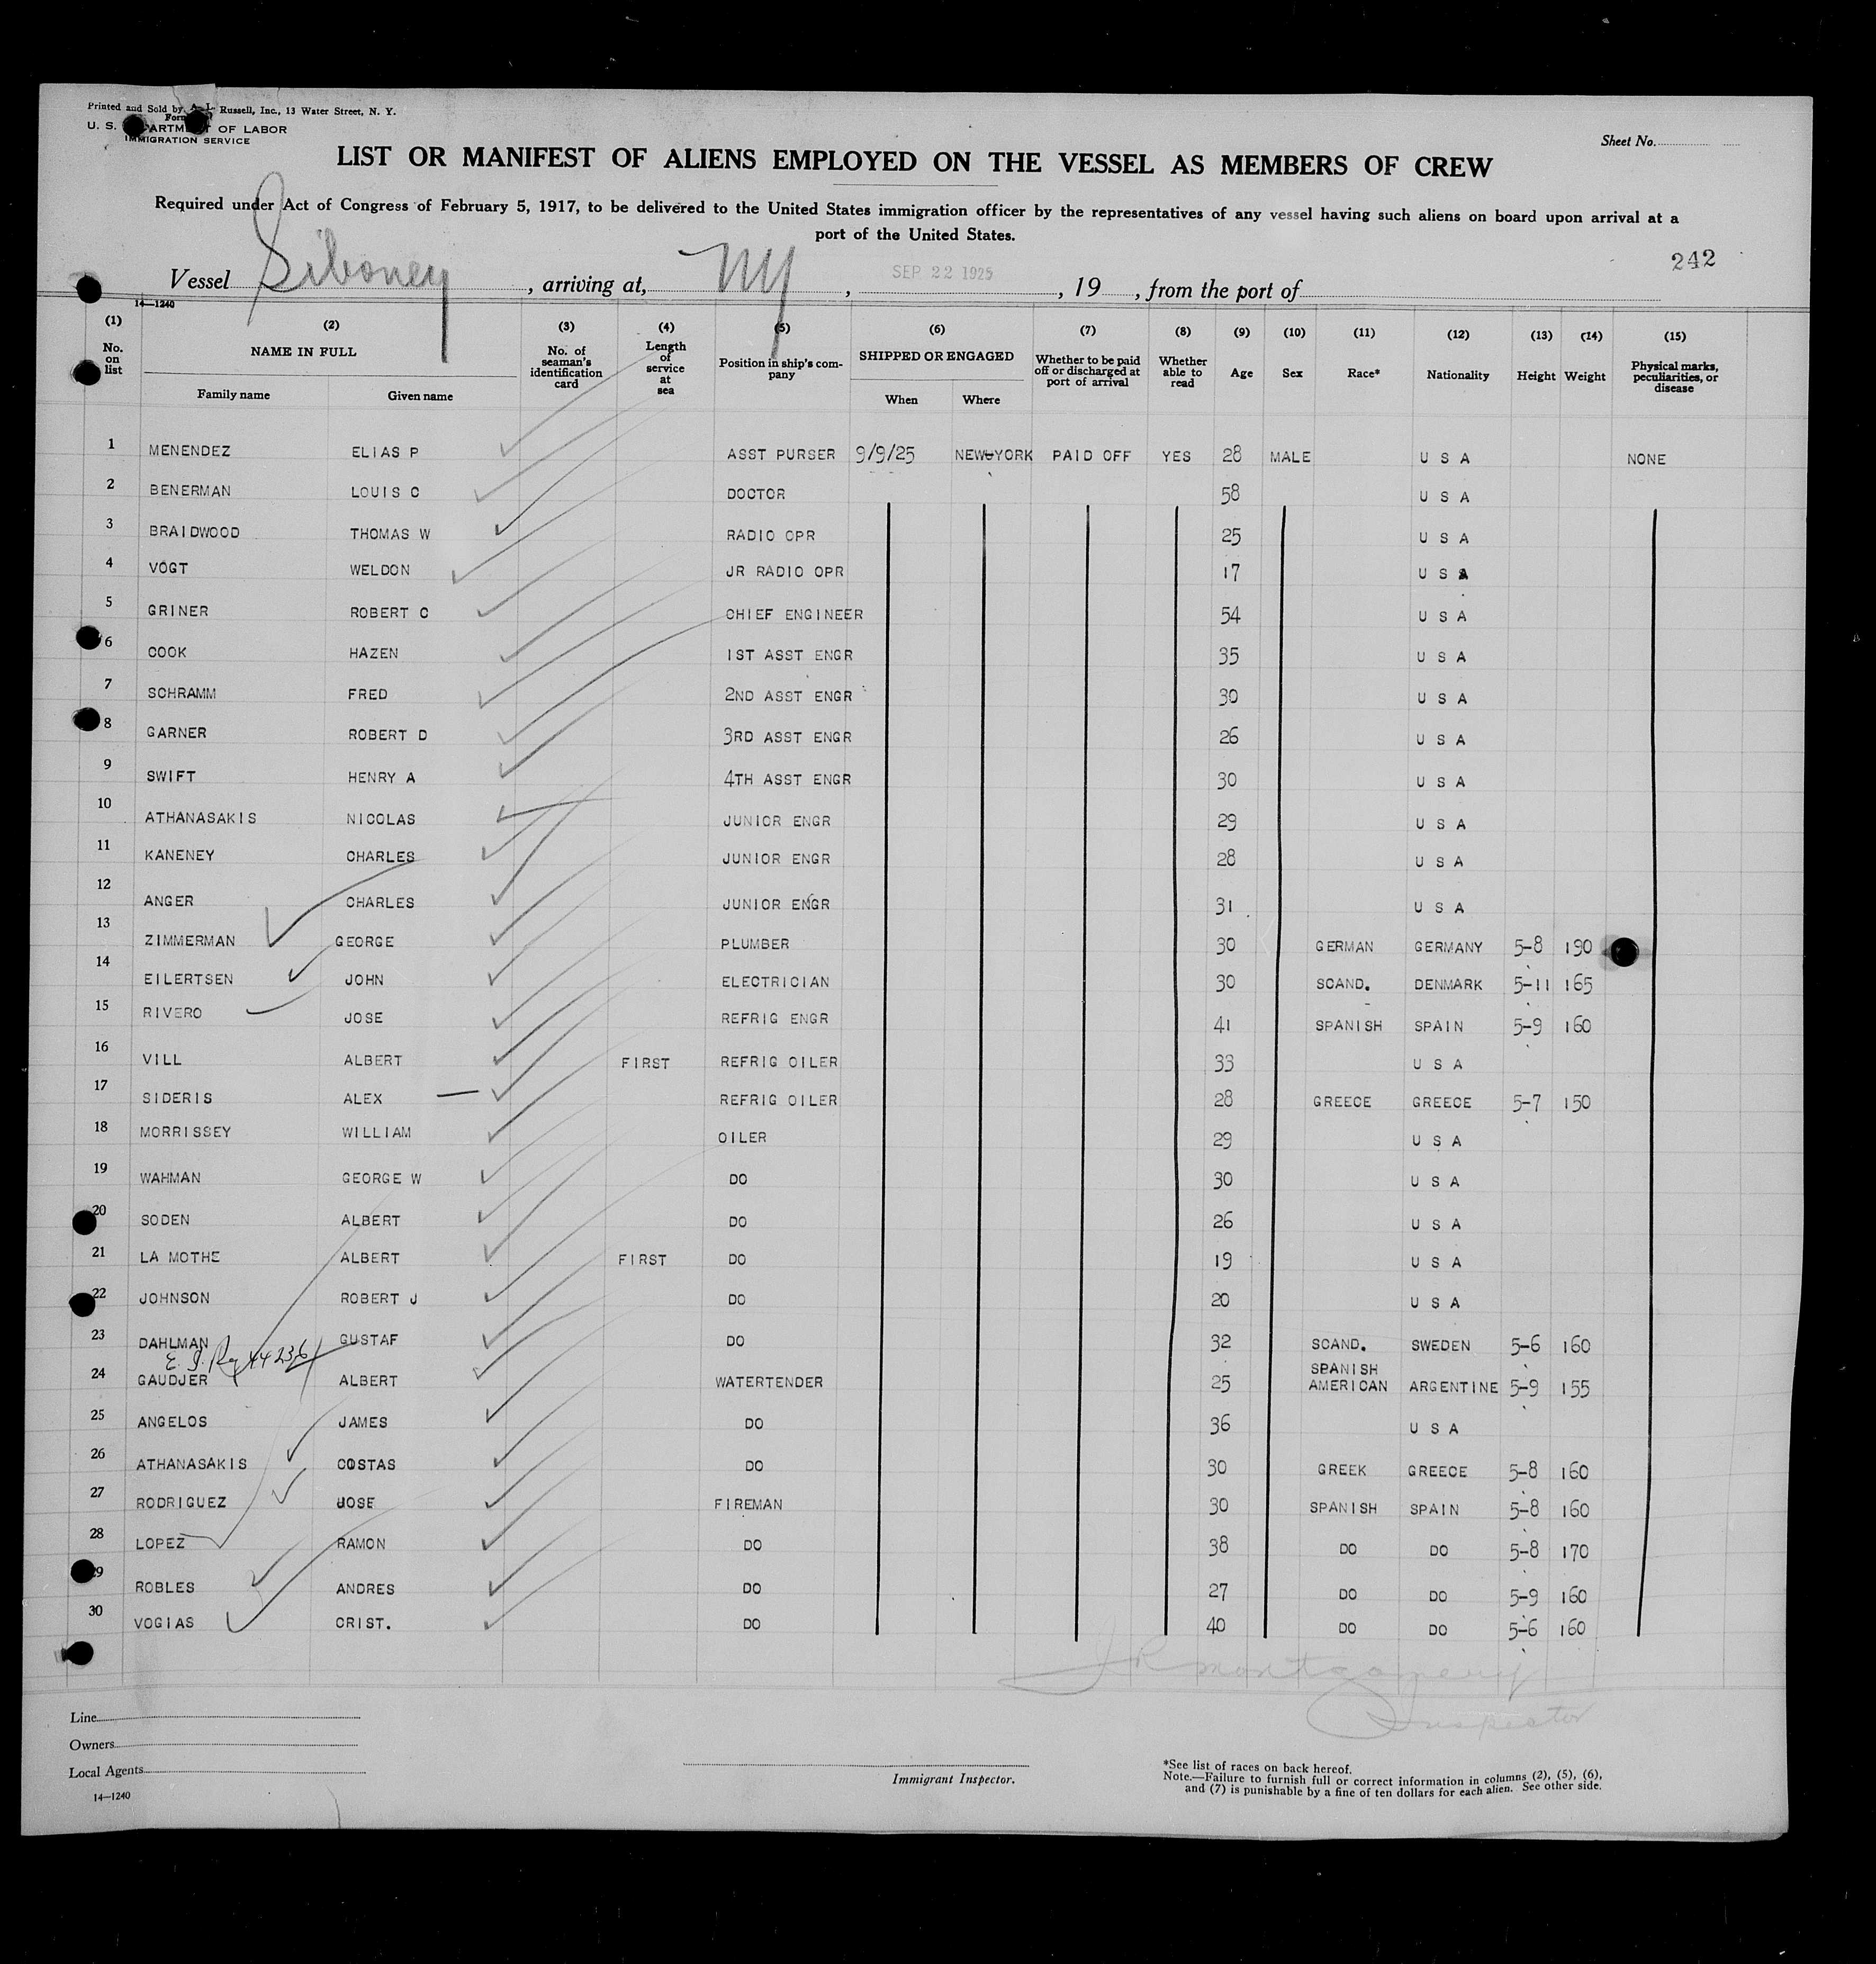 Printed and Sold by A. L. Russell, Inc., 13 Water Street, N. Y.
Form
U. S. DEPARTMENT OF LABOR
IMMIGRATION SERVICE
Sheet No.
LIST OR MANIFEST OF ALIENS EMPLOYED ON THE VESSEL AS MEMBERS OF CREW
Required under Act of Congress of February 5, 1917, to be delivered to the United States immigration officer by the representatives of any vessel having such aliens on board upon arrival at a
port of the United States.
242
Vessel Siboney, arriving at, NY, SEP 22 1925, 19, from the port of
14—1240
(1) (2) (3) (4) (5) (6) (7) (8) (9) (10) (11) (12) (13) (14) (15)
No. on list NAME IN FULL Family name Given name No. of seaman's identification card Length of service at sea Position in ship's company SHIPPED OR ENGAGED When Where Whether to be paid off or discharged at port of arrival Whether able to read Age Sex Race* Nationality Height Weight Physical marks, peculiarities, or disease
1 MENENDEZ ELIAS P ASST PURSER 9/9/25 NEW YORK PAID OFF YES 28 MALE U S A NONE
2 BENERMAN LOUIS C DOCTOR 58 U S A
3 BRAIDWOOD THOMAS W RADIO OPR 25 U S A
4 VOGT WELDON JR RADIO OPR 17 U S A
5 GRINER ROBERT C CHIEF ENGINEER 54 U S A
6 COOK HAZEN 1ST ASST ENGR 35 U S A
7 SCHRAMM FRED 2ND ASST ENGR 30 U S A
8 GARNER ROBERT D 3RD ASST ENGR 26 U S A
9 SWIFT HENRY A 4TH ASST ENGR 30 U S A
10 ATHANASAKIS NICOLAS JUNIOR ENGR 29 U S A
11 KANENEY CHARLES JUNIOR ENGR 28 U S A
12 ANGER CHARLES JUNIOR ENGR 31 U S A
13 ZIMMERMAN GEORGE PLUMBER 30 GERMAN GERMANY 5-8 190
14 EILERTSEN JOHN ELECTRICIAN 30 SCAND. DENMARK 5-11 165
15 RIVERO JOSE REFRIG ENGR 41 SPANISH SPAIN 5-9 160
16 VILL ALBERT FIRST REFRIG OILER 33 U S A
17 SIDERIS ALEX REFRIG OILER 28 GREECE GREECE 5-7 150
18 MORRISSEY WILLIAM OILER 29 U S A
19 WAHMAN GEORGE W DO 30 U S A
20 SODEN ALBERT DO 26 U S A
21 LA MOTHE ALBERT FIRST DO 19 U S A
22 JOHNSON ROBERT J DO 20 U S A
23 DAHLMAN GUSTAF DO 32 SCAND. SWEDEN 5-6 160
24 GAUDJER ALBERT WATERTENDER 25 SPANISH AMERICAN ARGENTINE 5-9 155
25 ANGELOS JAMES DO 36 U S A
26 ATHANASAKIS COSTAS DO 30 GREEK GREECE 5-8 160
27 RODRIGUEZ JOSE FIREMAN 30 SPANISH SPAIN 5-8 160
28 LOPEZ RAMON DO 38 DO DO 5-8 170
29 ROBLES ANDRES DO 27 DO DO 5-9 160
30 VOGIAS CRIST. DO 40 DO DO 5-6 160
J R Montgomery
Inspector
Line
Owners
Local Agents
14—1240
Immigrant Inspector.
*See list of races on back hereof.
Note.—Failure to furnish full or correct information in columns (2), (5), (6),
and (7) is punishable by a fine of ten dollars for each alien. See other side.